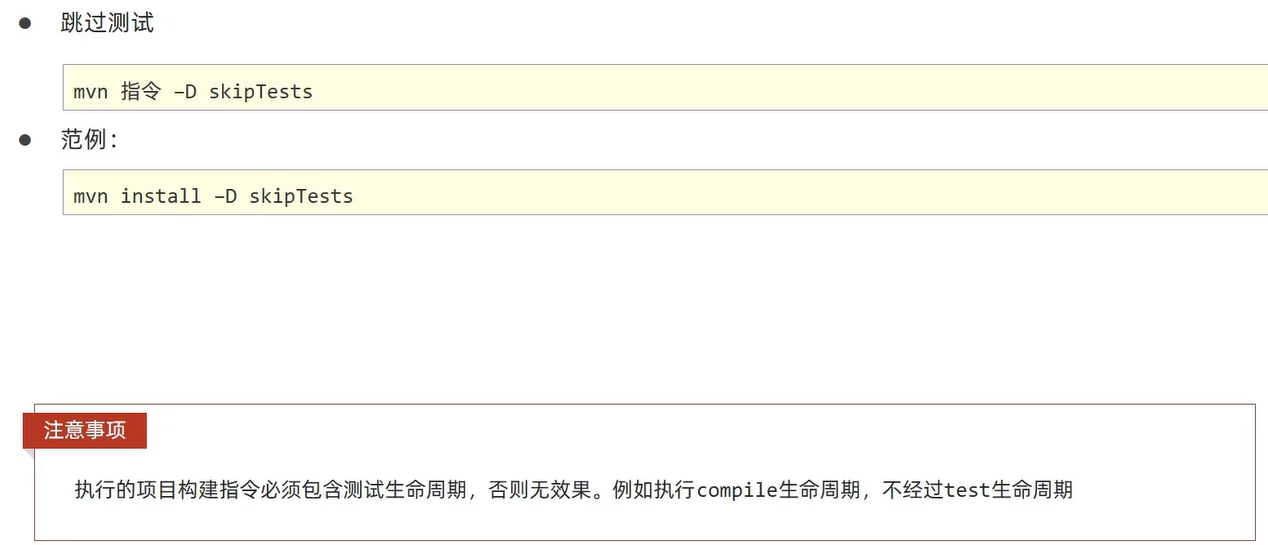 跳过测试
mvn 指令 –D skipTests
范例：
mvn install –D skipTests
注意事项
执行的项目构建指令必须包含测试生命周期，否则无效果。例如执行compile生命周期，不经过test生命周期